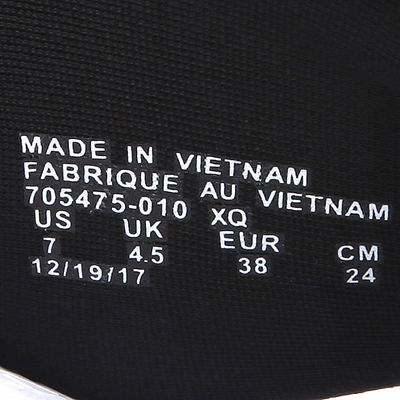 MADE IN VIETNAM
FABRIQUE AU VIETNAM
705475-010 XQ
US UK EUR CM
7 4.5 38 24
12/19/17